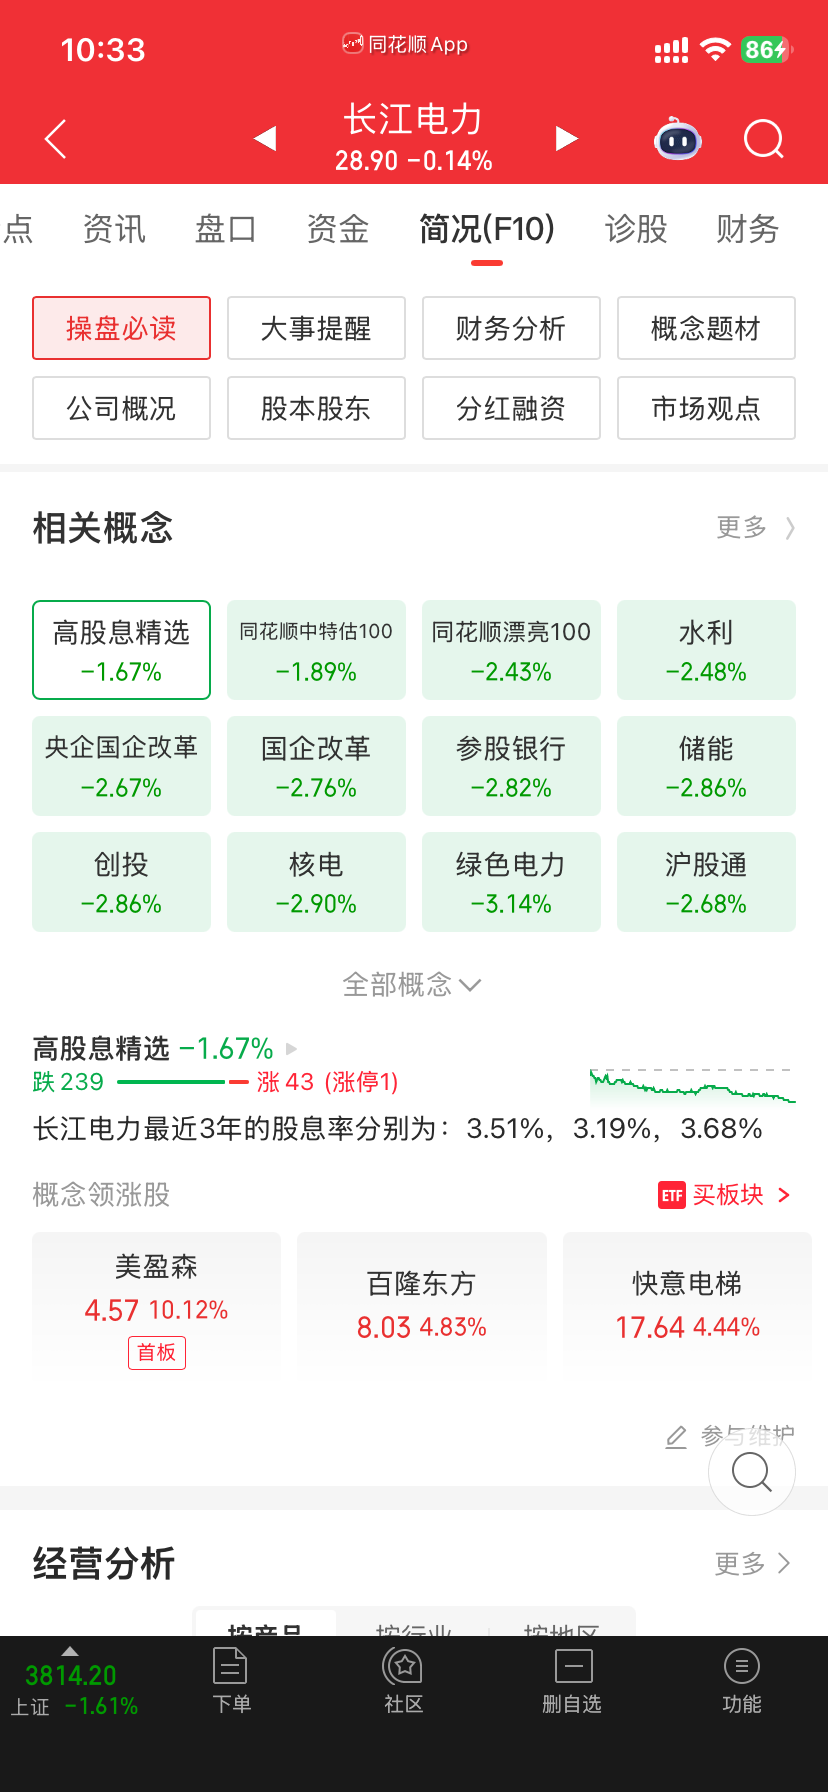 10:33
同花顺App
86
长江电力
28.90 -0.14%
点 资讯 盘口 资金 简况(F10) 诊股 财务
操盘必读 大事提醒 财务分析 概念题材
公司概况 股本股东 分红融资 市场观点
相关概念 更多
高股息精选 同花顺中特估100 同花顺漂亮100 水利
-1.67% -1.89% -2.43% -2.48%
央企国企改革 国企改革 参股银行 储能
-2.67% -2.76% -2.82% -2.86%
创投 核电 绿色电力 沪股通
-2.86% -2.90% -3.14% -2.68%
全部概念
高股息精选 -1.67%
跌 239 涨 43 (涨停1)
长江电力最近3年的股息率分别为：3.51%，3.19%，3.68%
概念领涨股 ETF 买板块
美盈森 百隆东方 快意电梯
4.57 10.12% 8.03 4.83% 17.64 4.44%
首板
参与维护
经营分析 更多
按产品 按行业 按地区
3814.20
上证 -1.61%
下单 社区 删自选 功能